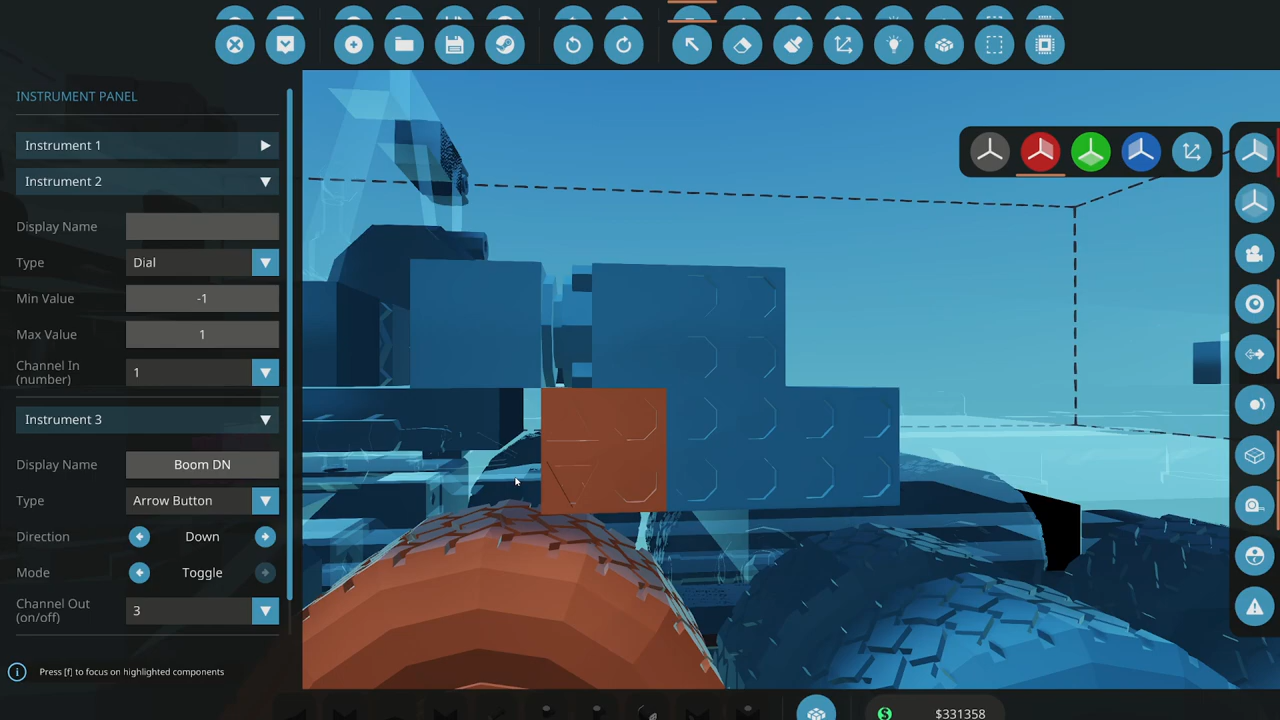 INSTRUMENT PANEL
Instrument 1
Instrument 2
Display Name
Type Dial
Min Value -1
Max Value 1
Channel In
(number) 1
Instrument 3
Display Name Boom DN
Type Arrow Button
Direction Down
Mode Toggle
Channel Out
(on/off) 3
Press [f] to focus on highlighted components
$331358